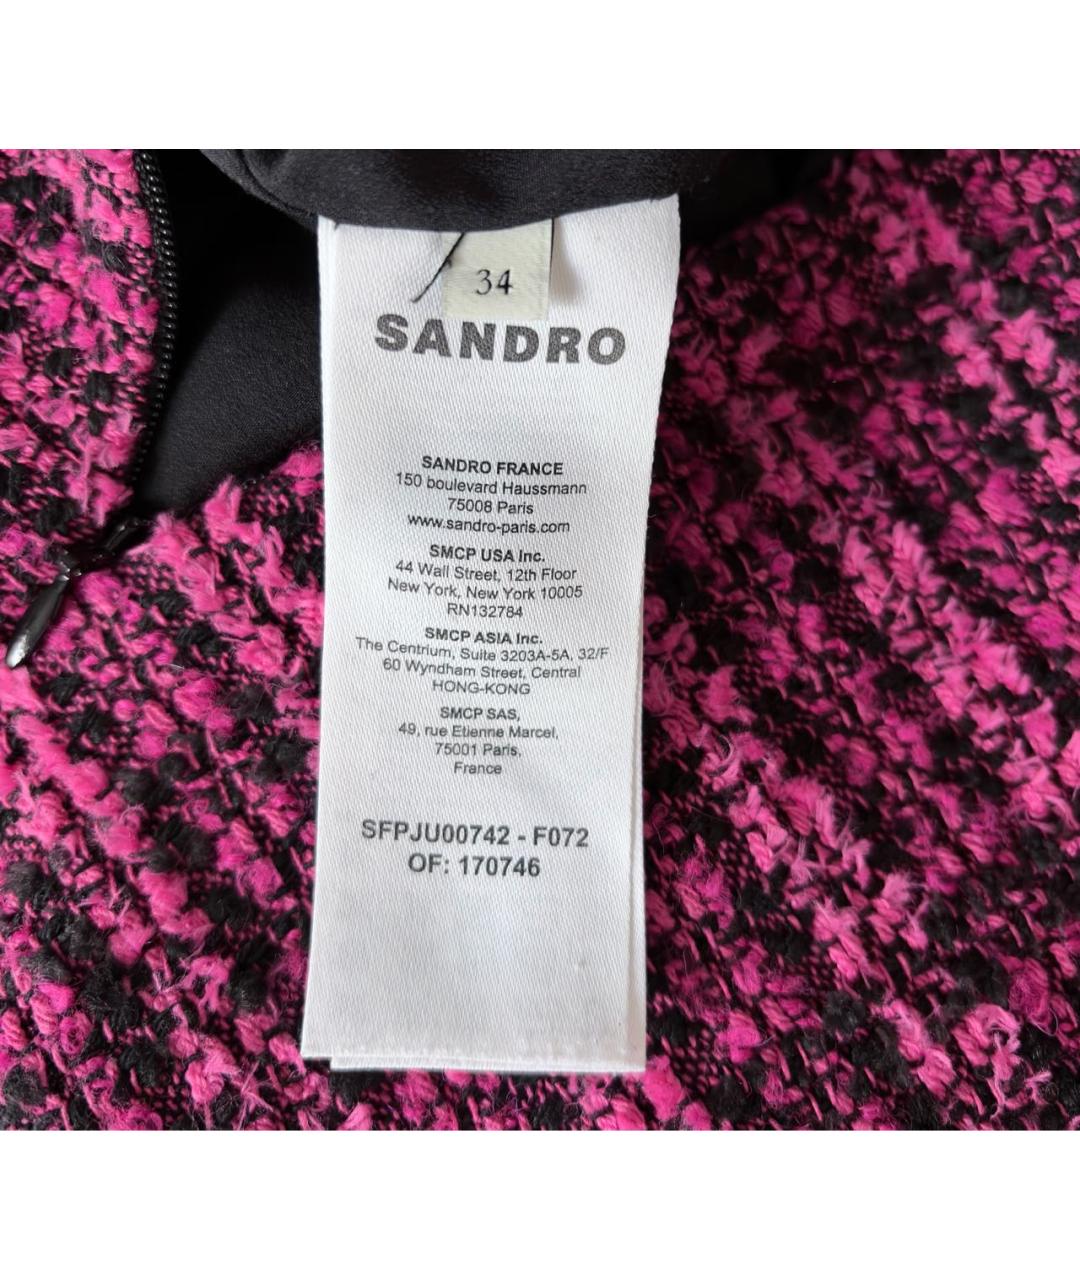 34
SANDRO
SANDRO FRANCE
150 boulevard Haussmann
75008 Paris
www.sandro-paris.com
SMCP USA Inc.
44 Wall Street, 12th Floor
New York, New York 10005
RN132784
SMCP ASIA Inc.
The Centrium, Suite 3203A-5A, 32/F
60 Wyndham Street, Central
HONG-KONG
SMCP SAS,
49, rue Etienne Marcel,
75001 Paris,
France
SFPJU00742 - F072
OF: 170746